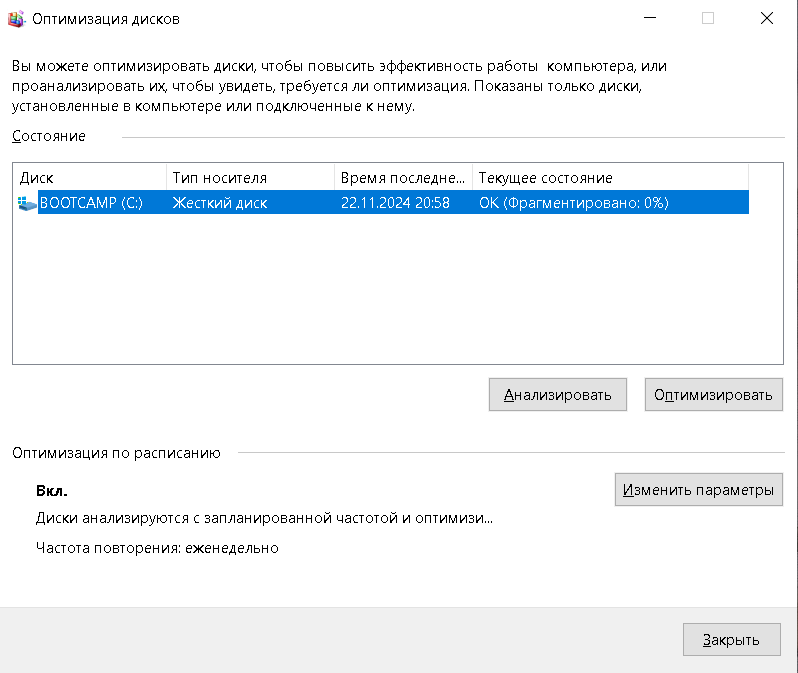 Оптимизация дисков
Вы можете оптимизировать диски, чтобы повысить эффективность работы компьютера, или
проанализировать их, чтобы увидеть, требуется ли оптимизация. Показаны только диски,
установленные в компьютере или подключенные к нему.
Состояние
Диск Тип носителя Время последне... Текущее состояние
BOOTCAMP (C:) Жесткий диск 22.11.2024 20:58 ОК (Фрагментировано: 0%)
Анализировать Оптимизировать
Оптимизация по расписанию
Вкл. Изменить параметры
Диски анализируются с запланированной частотой и оптимизи...
Частота повторения: еженедельно
Закрыть